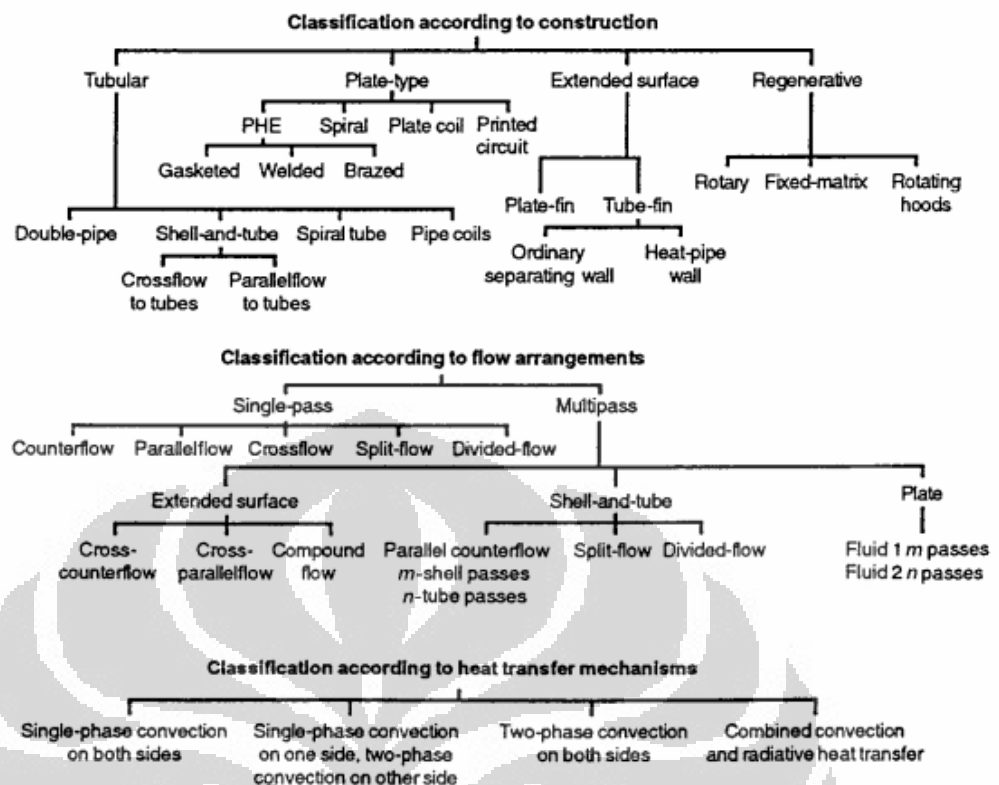 Classification according to construction
Tubular Plate-type Extended surface Regenerative
PHE Spiral Plate coil Printed circuit
Gasketed Welded Brazed
Rotary Fixed-matrix Rotating hoods
Plate-fin Tube-fin
Double-pipe Shell-and-tube Spiral tube Pipe coils
Ordinary separating wall Heat-pipe wall
Crossflow to tubes Parallelflow to tubes
Classification according to flow arrangements
Single-pass Multipass
Counterflow Parallelflow Crossflow Split-flow Divided-flow
Extended surface Shell-and-tube Plate
Cross-counterflow Cross-parallelflow Compound flow
Parallel counterflow
m-shell passes
n-tube passes
Split-flow Divided-flow
Fluid 1 m passes
Fluid 2 n passes
Classification according to heat transfer mechanisms
Single-phase convection
on both sides
Single-phase convection
on one side, two-phase
convection on other side
Two-phase convection
on both sides
Combined convection
and radiative heat transfer